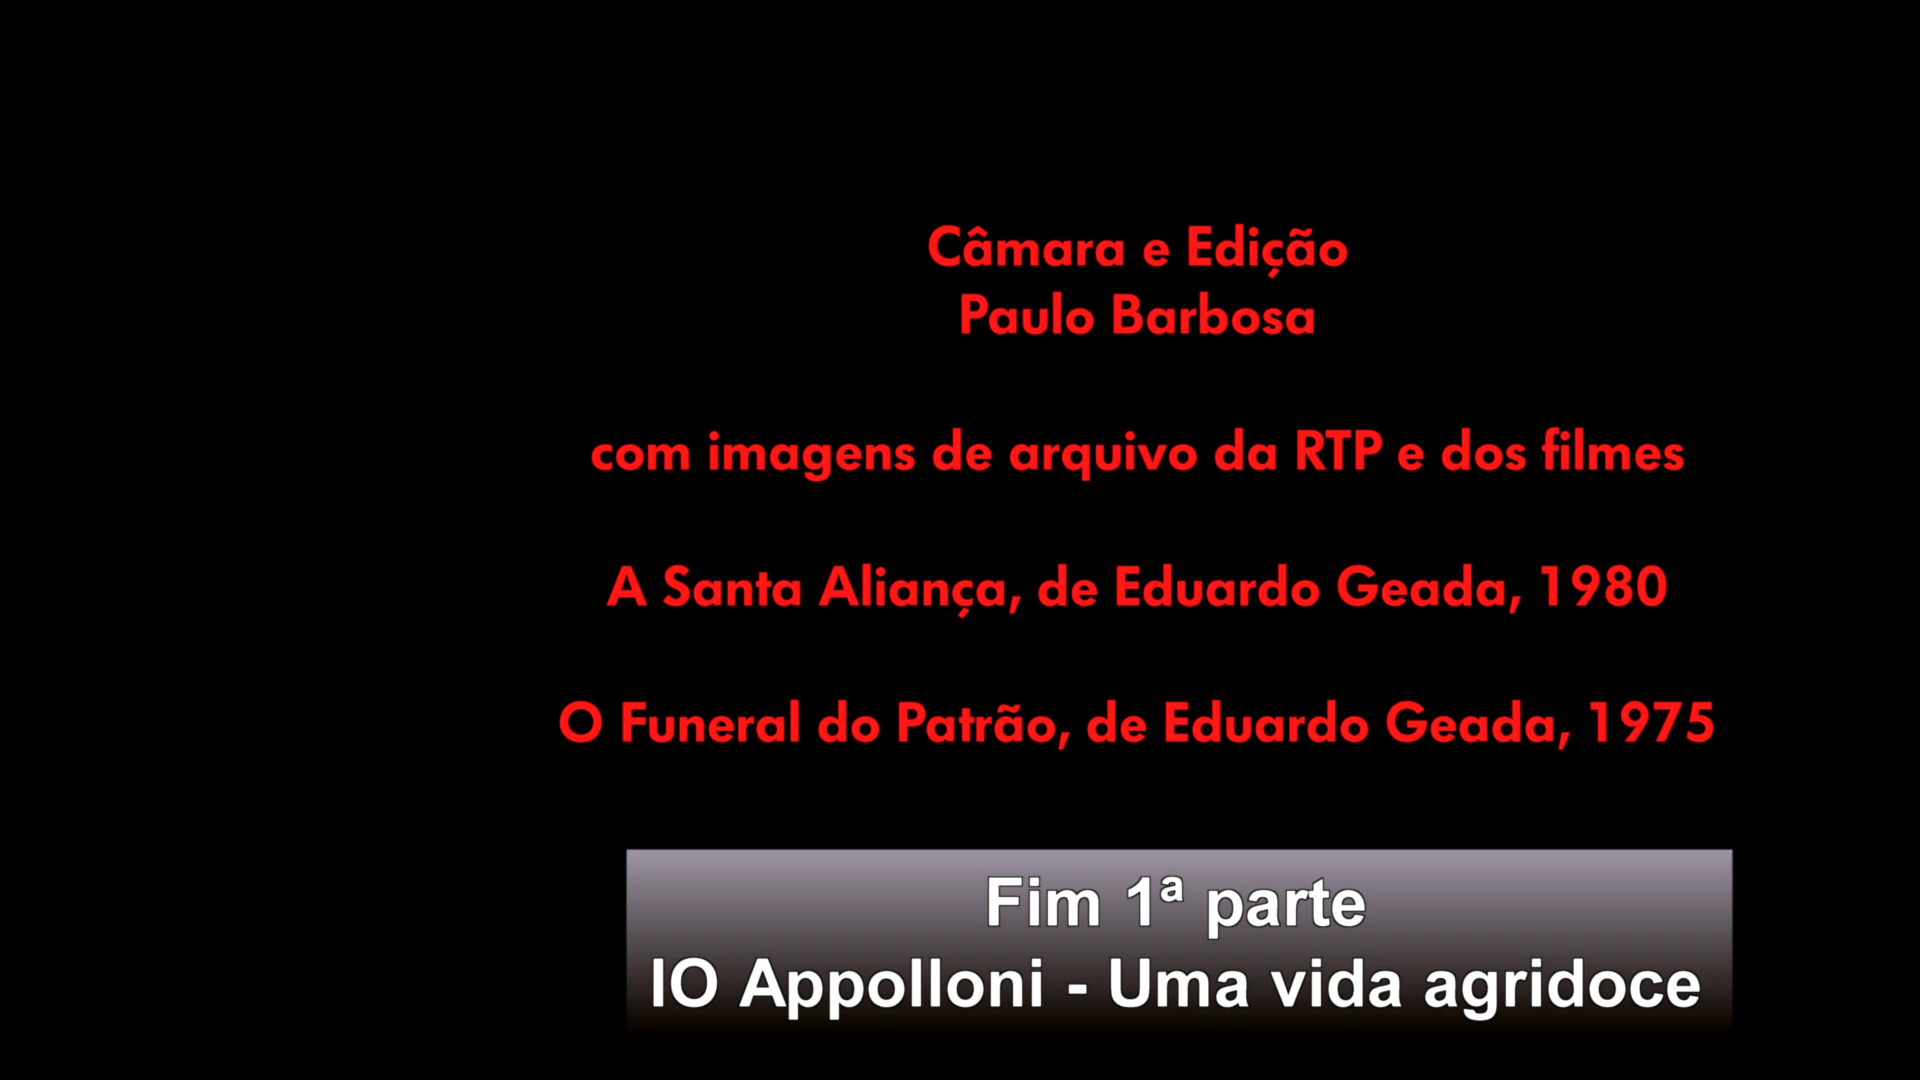 Câmara e Edição
Paulo Barbosa
com imagens de arquivo da RTP e dos filmes
A Santa Aliança, de Eduardo Geada, 1980
O Funeral do Patrão, de Eduardo Geada, 1975
Fim 1ª parte
IO Appolloni - Uma vida agridoce